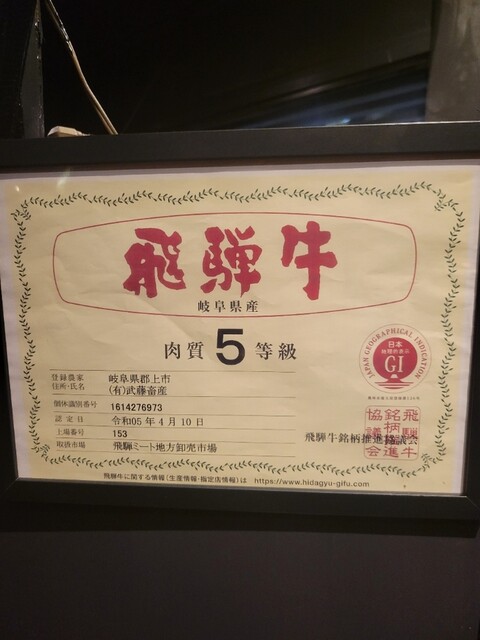 飛騨牛
岐阜県産
肉質 5 等級
JAPAN GEOGRAPHICAL INDICATION
日本
地理的表示
GI
登録農家
住所・氏名
岐阜県郡上市
(有)武藤畜産
個体識別番号 1614276973
認定日 令和05年4月10日
上場番号 153
取扱市場 飛騨ミート地方卸売市場
飛騨牛銘柄推進協議会
飛騨牛
銘柄推進
協議会
飛騨牛に関する情報(生産情報・指定店情報)は https://www.hidagyu-gifu.com/